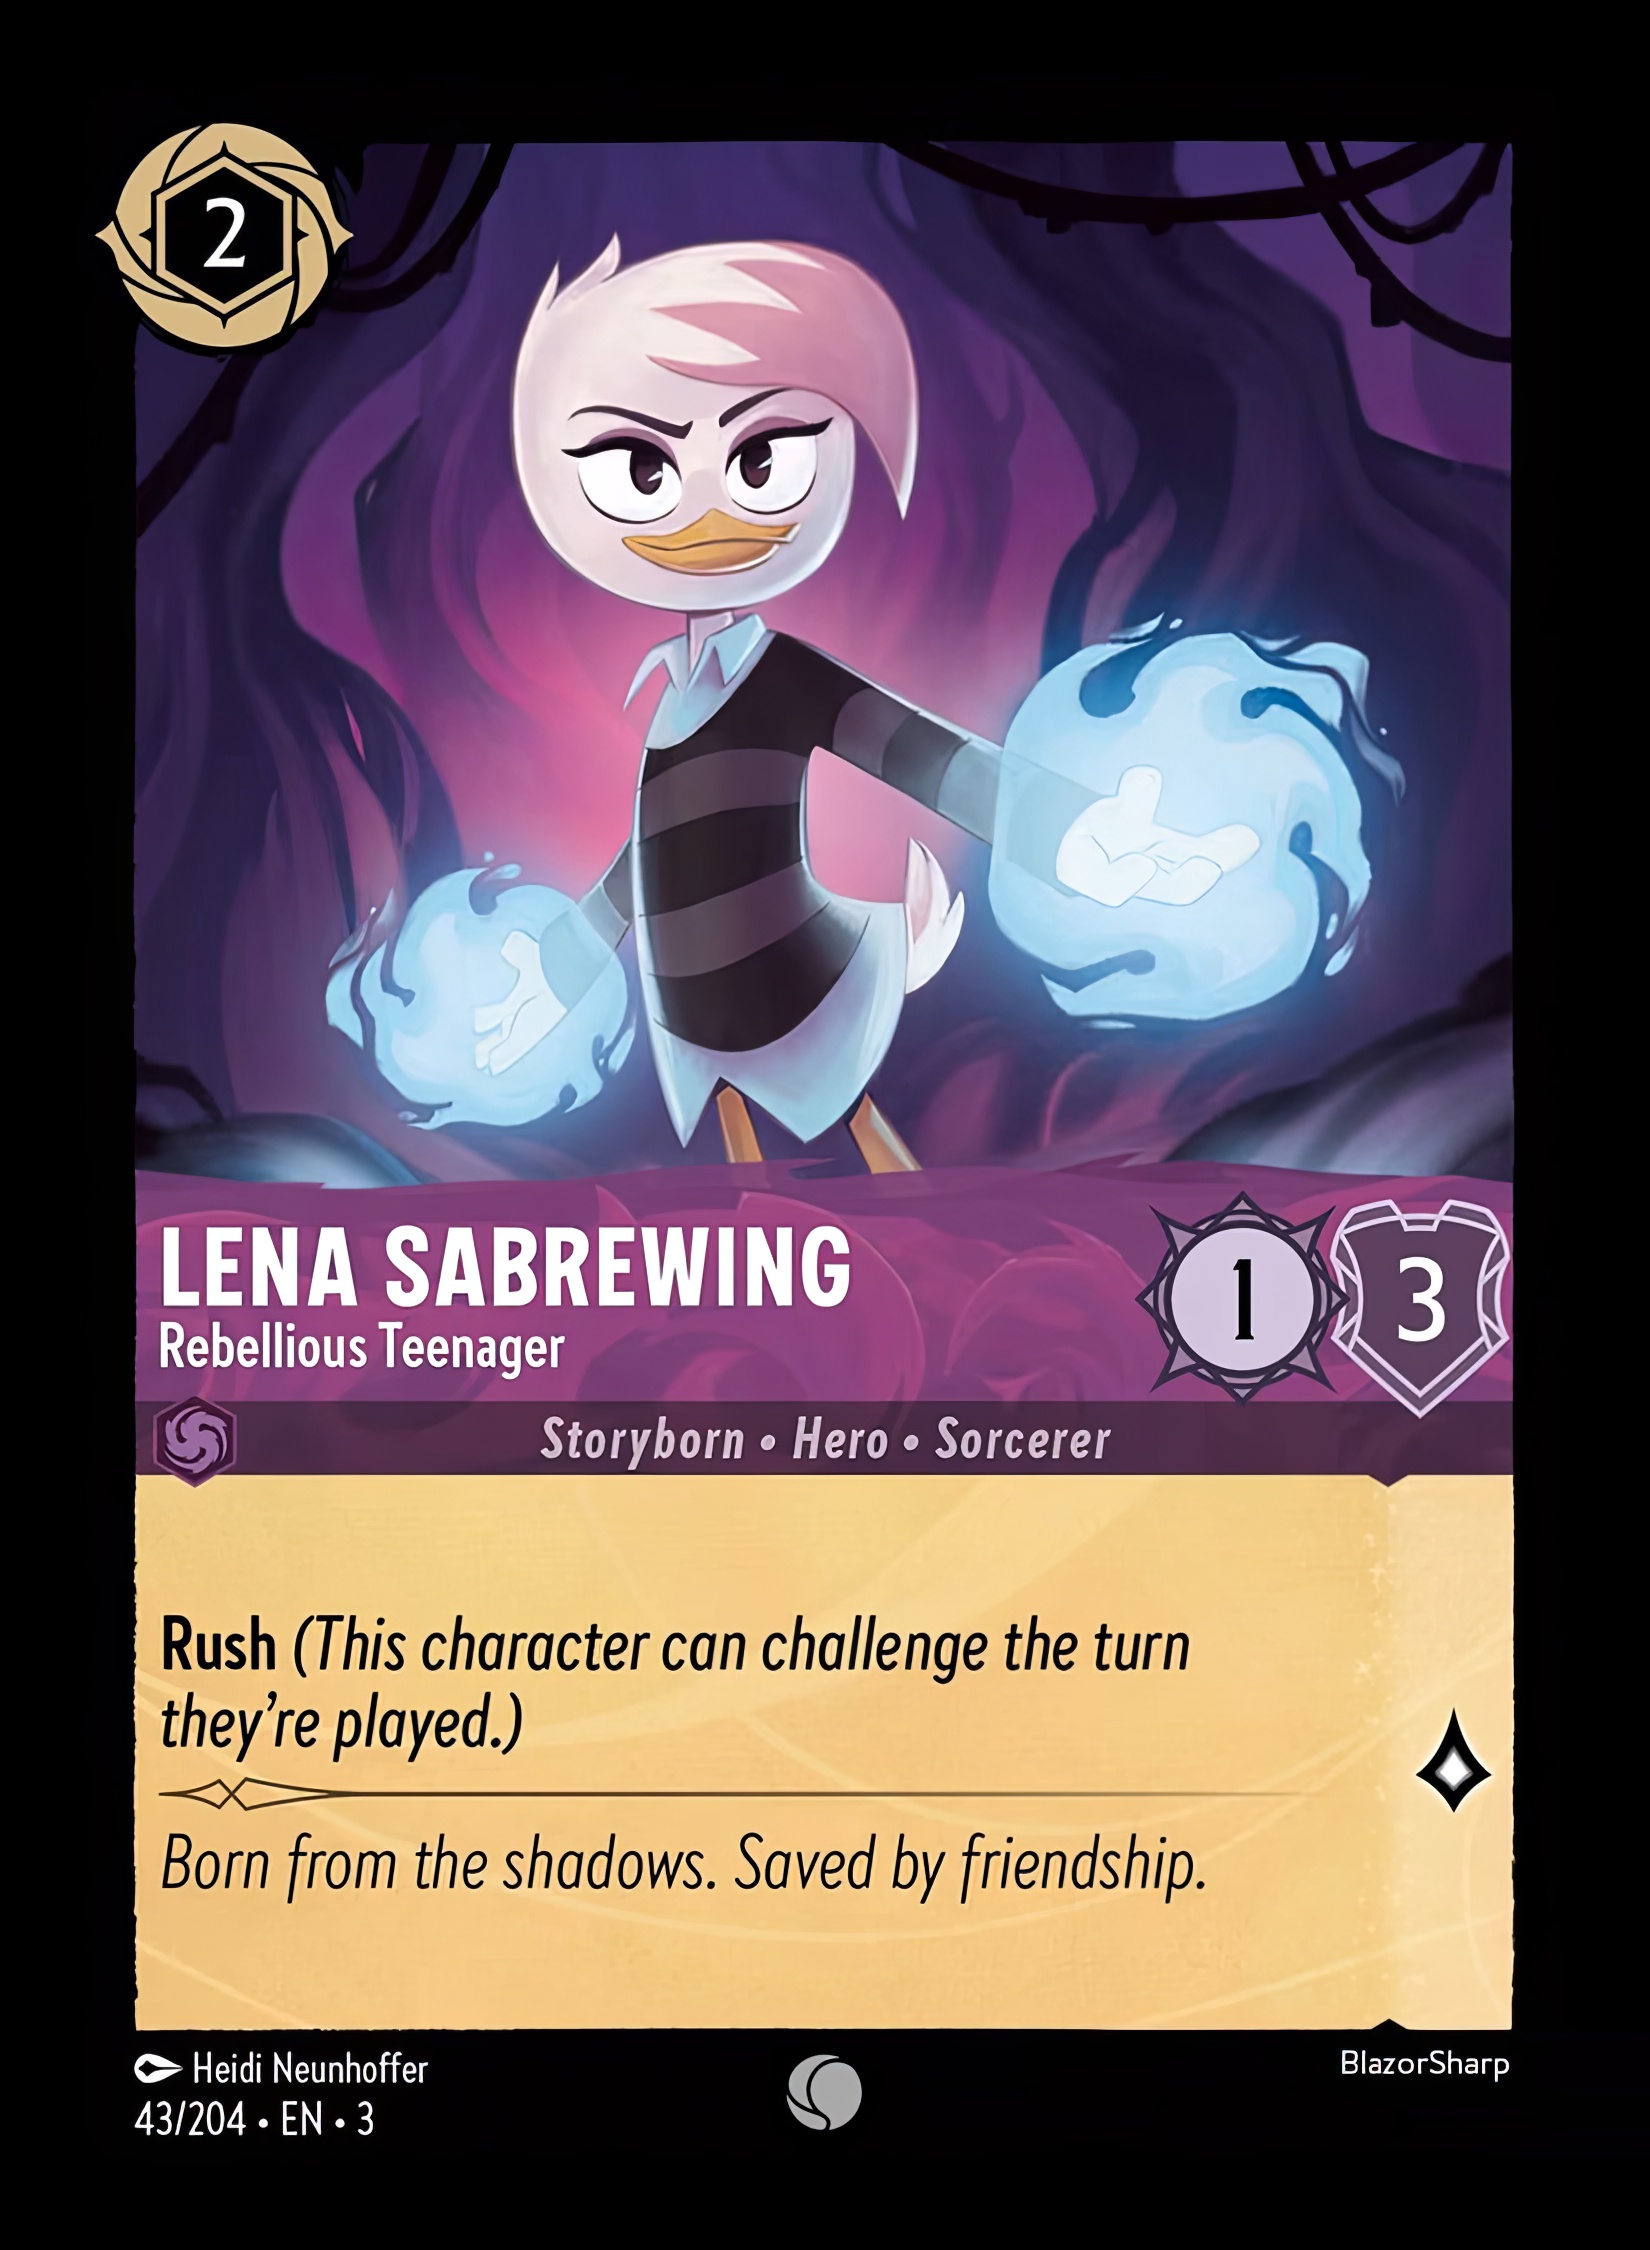 2
LENA SABREWING
Rebellious Teenager
1
3
Storyborn • Hero • Sorcerer
Rush (This character can challenge the turn
they’re played.)
Born from the shadows. Saved by friendship.
Heidi Neunhoffer
BlazorSharp
43/204 • EN • 3